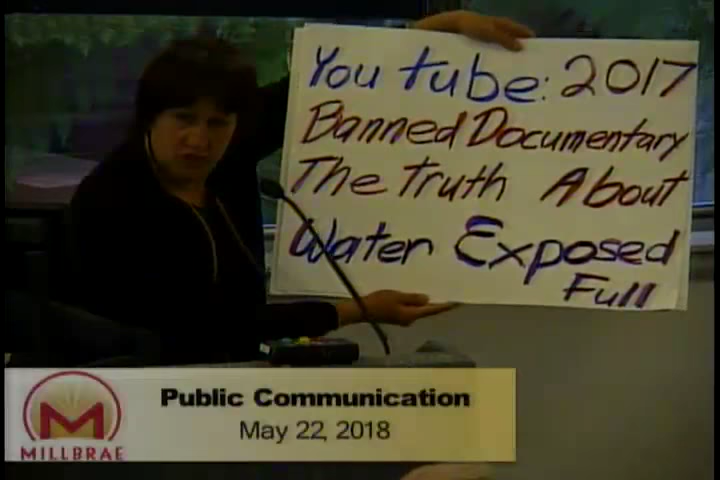 You tube: 2017
Banned Documentary
The Truth About
Water Exposed
Full
Public Communication
May 22, 2018
M
MILLBRAE